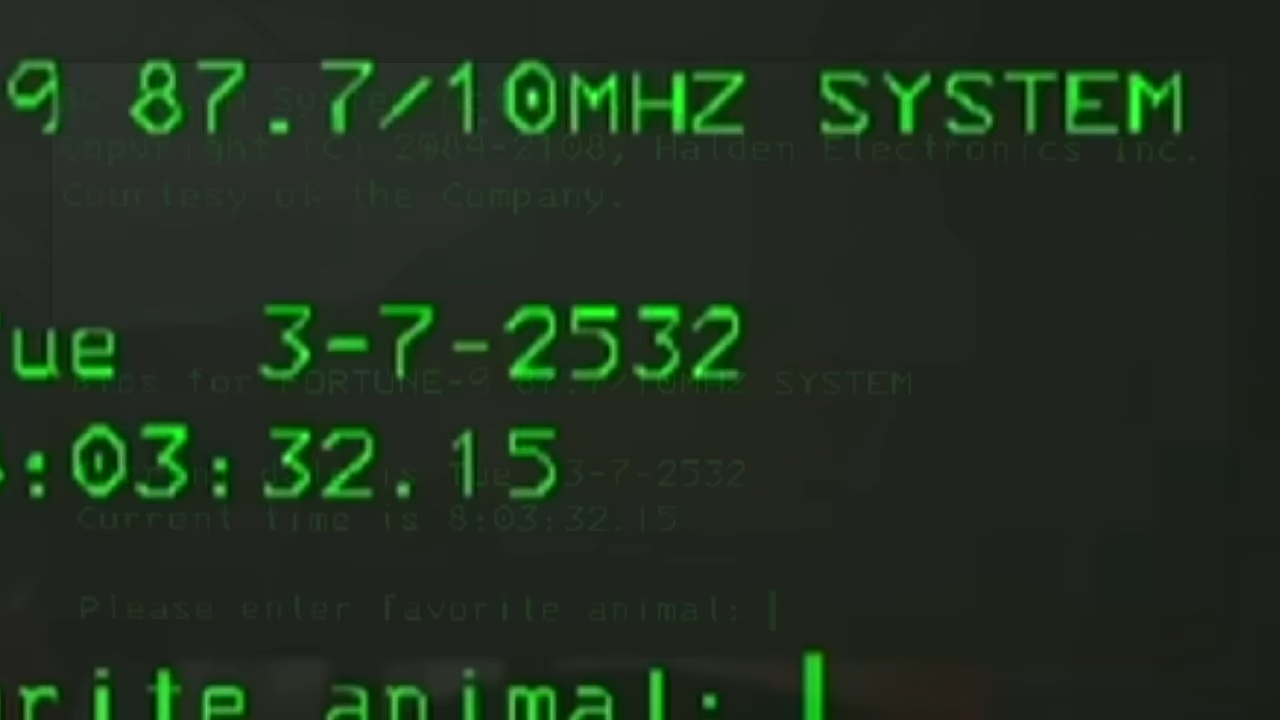 9 87.7/10MHZ SYSTEM
Copyright (C) 2084-2108, Halden Electronics Inc.
Courtesy of the Company.
ue 3-7-2532
for FORTUNE-9 87.7/10MHZ SYSTEM
:03:32.15
is Tue 3-7-2532
Current time is 8:03:32.15
Please enter favorite animal:
rite animal: